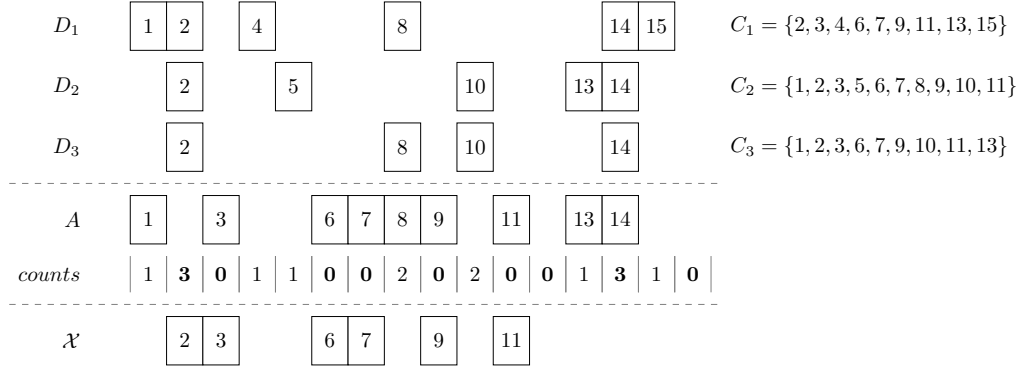 D₁ 1 2 4 8 14 15 C₁ = {2, 3, 4, 6, 7, 9, 11, 13, 15}
D₂ 2 5 10 13 14 C₂ = {1, 2, 3, 5, 6, 7, 8, 9, 10, 11}
D₃ 2 8 10 14 C₃ = {1, 2, 3, 6, 7, 9, 10, 11, 13}
A 1 3 6 7 8 9 11 13 14
counts 1 3 0 1 1 0 0 2 0 2 0 0 1 3 1 0
𝒳 2 3 6 7 9 11